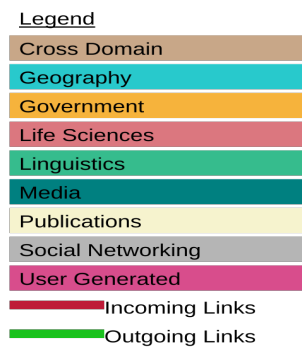 Legend
Cross Domain
Geography
Government
Life Sciences
Linguistics
Media
Publications
Social Networking
User Generated
Incoming Links
Outgoing Links